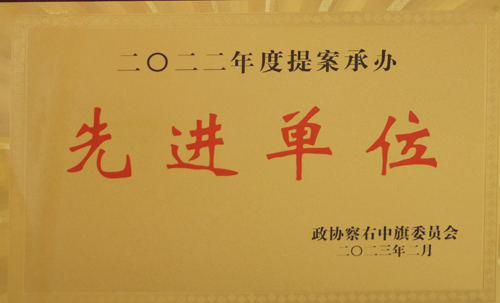 二〇二二年度提案承办
先进单位
政协察右中旗委员会
二〇二三年二月